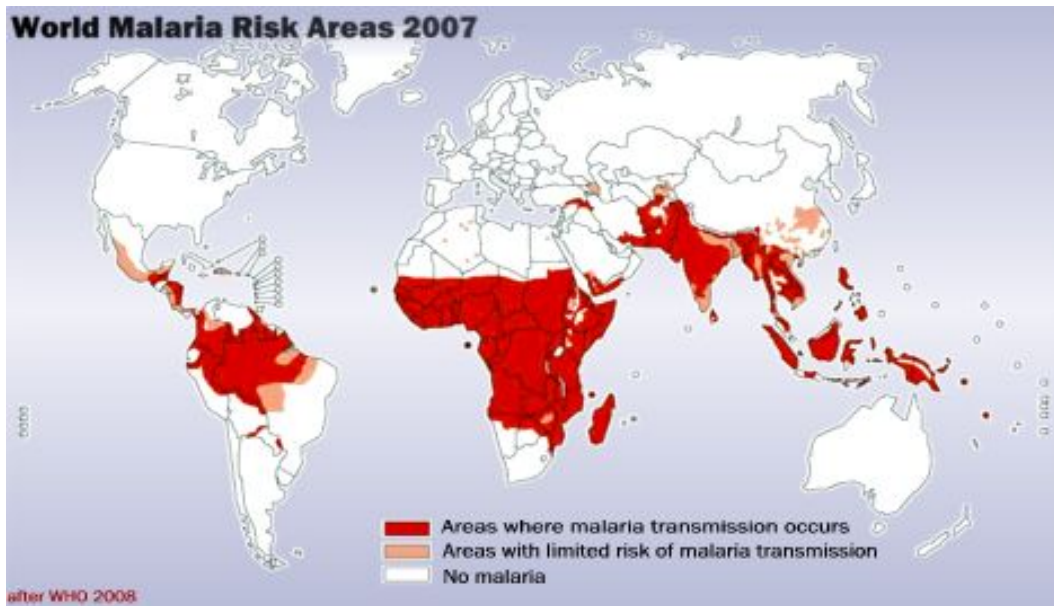 World Malaria Risk Areas 2007
Areas where malaria transmission occurs
Areas with limited risk of malaria transmission
No malaria
after WHO 2008